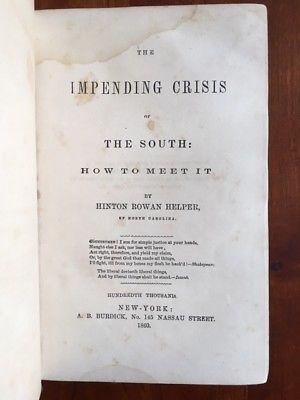 THE
IMPENDING CRISIS
OF
THE SOUTH:
HOW TO MEET IT
BY
HINTON ROWAN HELPER,
OF NORTH CAROLINA.
COUNTRYMEN! I sue for simple justice at your hands,
Naught else I ask, nor less will have,
Act right, therefore, and yield my claim,
Or, by the great God that made all things,
I'll fight, till from my bones my flesh be hack'd!—Shakspeare.
The liberal deviseth liberal things,
And by liberal things shall he stand.—Isaiah.
HUNDREDTH THOUSAND.
NEW-YORK:
A. B. BURDICK, No. 145 NASSAU STREET.
1860.